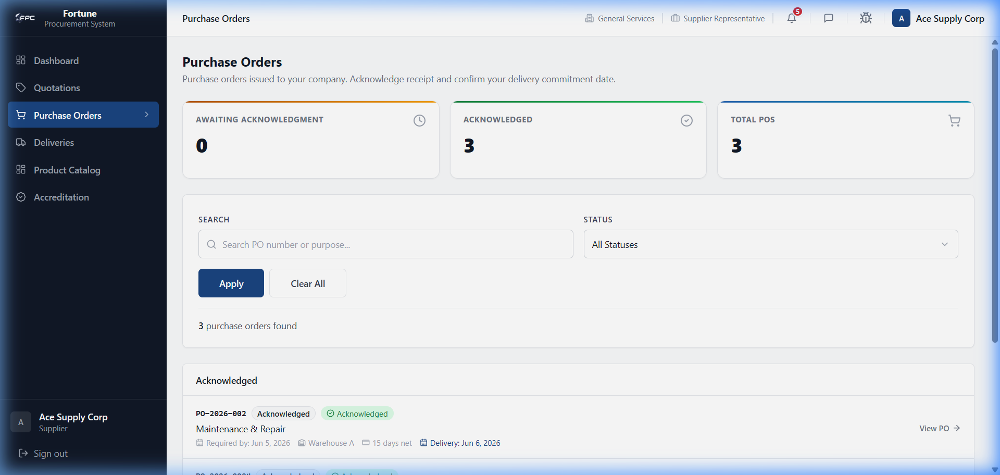 FPC
Fortune
Procurement System
Purchase Orders
General Services
Supplier Representative
5
A
Ace Supply Corp
Dashboard
Quotations
Purchase Orders
Deliveries
Product Catalog
Accreditation
A
Ace Supply Corp
Supplier
Sign out
Purchase Orders
Purchase orders issued to your company. Acknowledge receipt and confirm your delivery commitment date.
AWAITING ACKNOWLEDGMENT
0
ACKNOWLEDGED
3
TOTAL POS
3
SEARCH
Search PO number or purpose...
STATUS
All Statuses
Apply
Clear All
3 purchase orders found
Acknowledged
PO-2026-002 Acknowledged Acknowledged
Maintenance & Repair
Required by: Jun 5, 2026 Warehouse A 15 days net Delivery: Jun 6, 2026
View PO